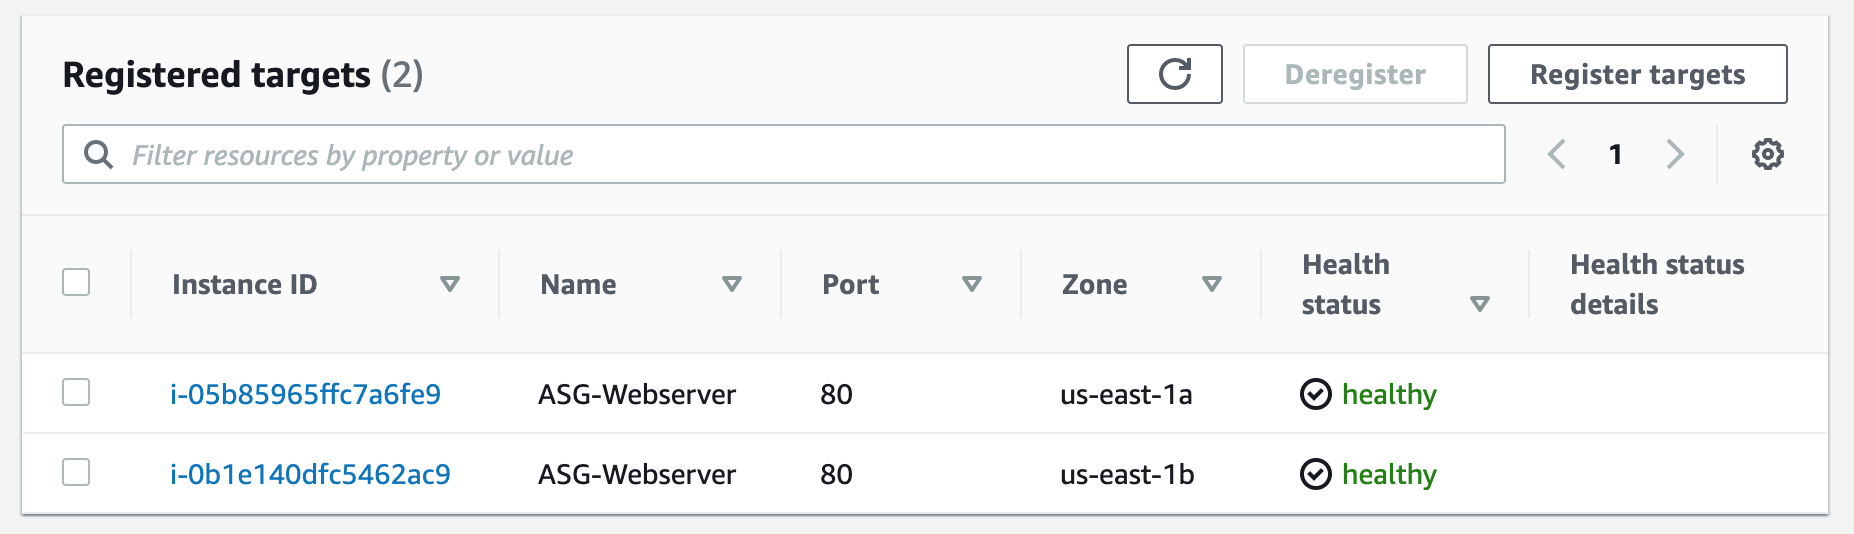 Registered targets (2)
Deregister
Register targets
Filter resources by property or value
1
Instance ID
Name
Port
Zone
Health status
Health status details
i-05b85965ffc7a6fe9 ASG-Webserver 80 us-east-1a healthy
i-0b1e140dfc5462ac9 ASG-Webserver 80 us-east-1b healthy